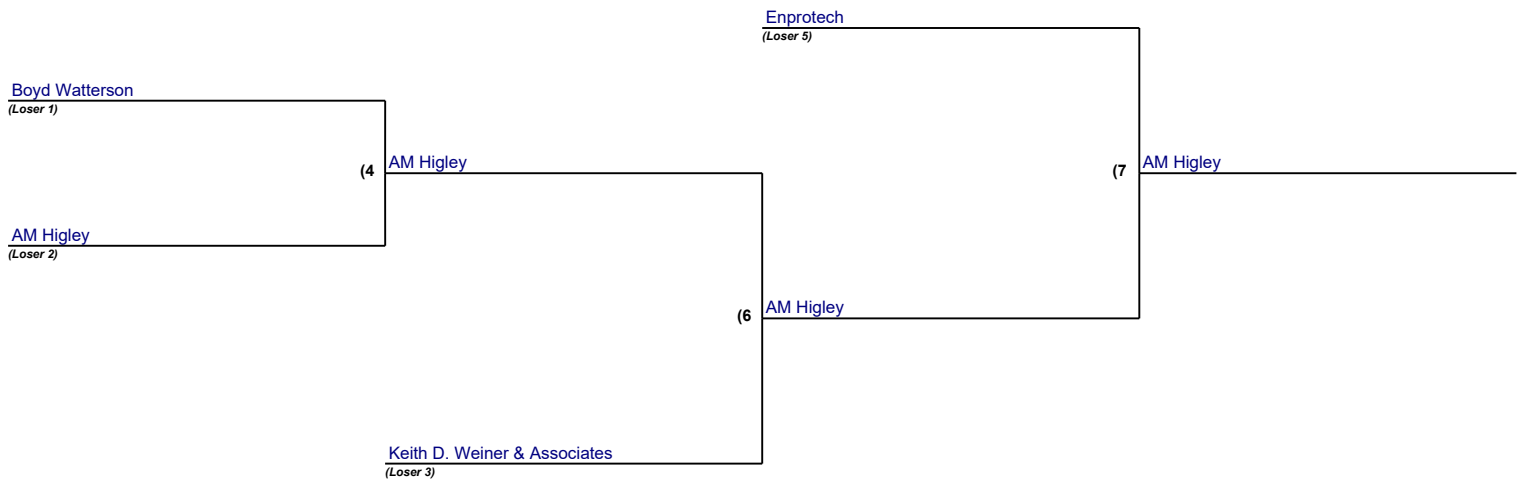 Enprotech
(Loser 5)
Boyd Watterson
(Loser 1)
(4 AM Higley
(7 AM Higley
AM Higley
(Loser 2)
(6 AM Higley
Keith D. Weiner & Associates
(Loser 3)